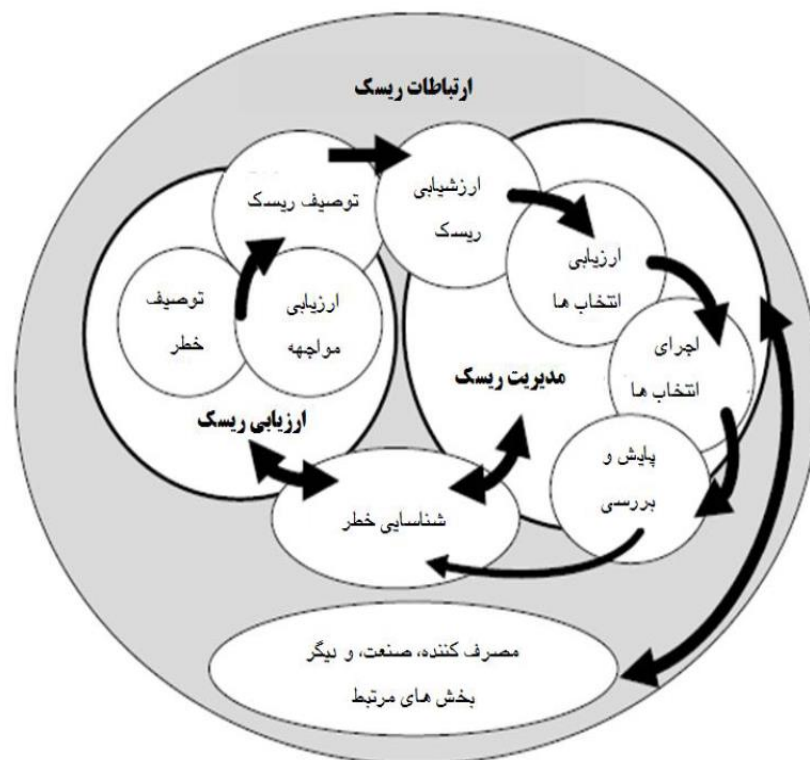 ارتباطات ریسک
توصیف ریسک
ارزشیابی
ریسک
ارزیابی
انتخاب ها
توصیف
خطر
ارزیابی
مواجهه
اجرای
انتخاب ها
مدیریت ریسک
ارزیابی ریسک
پایش و
بررسی
شناسایی خطر
مصرف کننده، صنعت، و دیگر
بخش های مرتبط